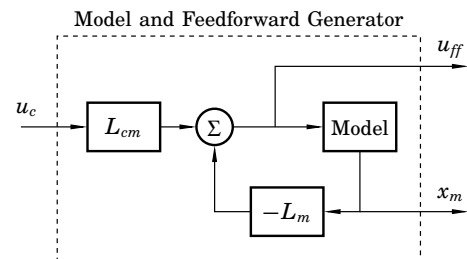 Model and Feedforward Generator
u_ff
u_c
L_cm
Σ
Model
−L_m
x_m